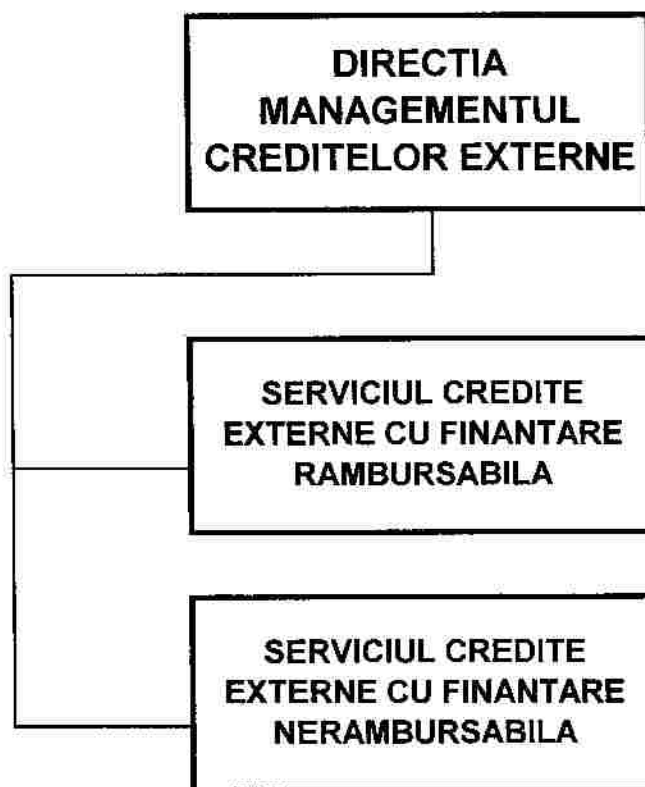 DIRECTIA
MANAGEMENTUL
CREDITELOR EXTERNE
SERVICIUL CREDITE
EXTERNE CU FINANTARE
RAMBURSABILA
SERVICIUL CREDITE
EXTERNE CU FINANTARE
NERAMBURSABILA